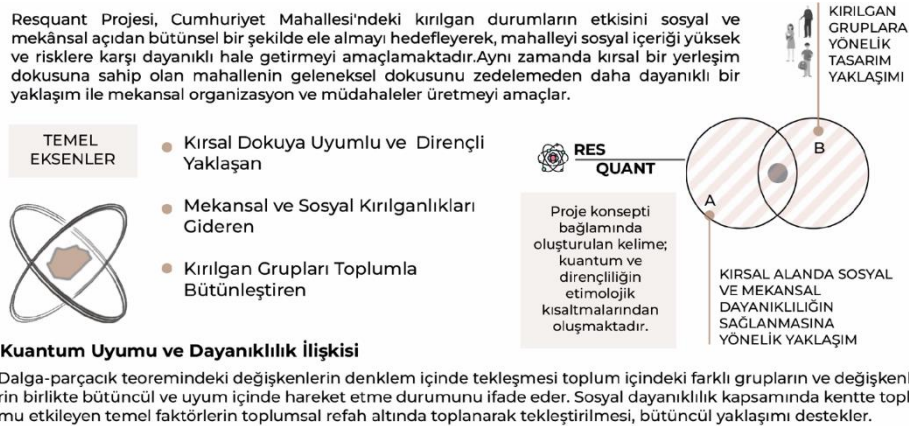 Resquant Projesi, Cumhuriyet Mahallesi'ndeki kırılgan durumların etkisini sosyal ve
mekânsal açıdan bütünsel bir şekilde ele almayı hedefleyerek, mahalleyi sosyal içeriği yüksek
ve risklere karşı dayanıklı hale getirmeyi amaçlamaktadır.Aynı zamanda kırsal bir yerleşim
dokusuna sahip olan mahallenin geleneksel dokusunu zedelemeden daha dayanıklı bir
yaklaşım ile mekansal organizasyon ve müdahaleler üretmeyi amaçlar.
KIRILGAN
GRUPLARA
YÖNELİK
TASARIM
YAKLAŞIMI
TEMEL
EKSENLER
Kırsal Dokuya Uyumlu ve Dirençli
Yaklaşan
Mekansal ve Sosyal Kırılganlıkları
Gideren
Kırılgan Grupları Toplumla
Bütünleştiren
RES
QUANT
B
A
Proje konsepti
bağlamında
oluşturulan kelime;
kuantum ve
dirençliliğin
etimolojik
kısaltmalarından
oluşmaktadır.
KIRSAL ALANDA SOSYAL
VE MEKANSAL
DAYANIKLILIĞIN
SAĞLANMASINA
YÖNELİK YAKLAŞIM
Kuantum Uyumu ve Dayanıklılık İlişkisi
Dalga-parçacık teoremindeki değişkenlerin denklem içinde tekleşmesi toplum içindeki farklı grupların ve değişkenl
rin birlikte bütüncül ve uyum içinde hareket etme durumunu ifade eder. Sosyal dayanıklılık kapsamında kentte topl
mu etkileyen temel faktörlerin toplumsal refah altında toplanarak tekleştirilmesi, bütüncül yaklaşımı destekler.